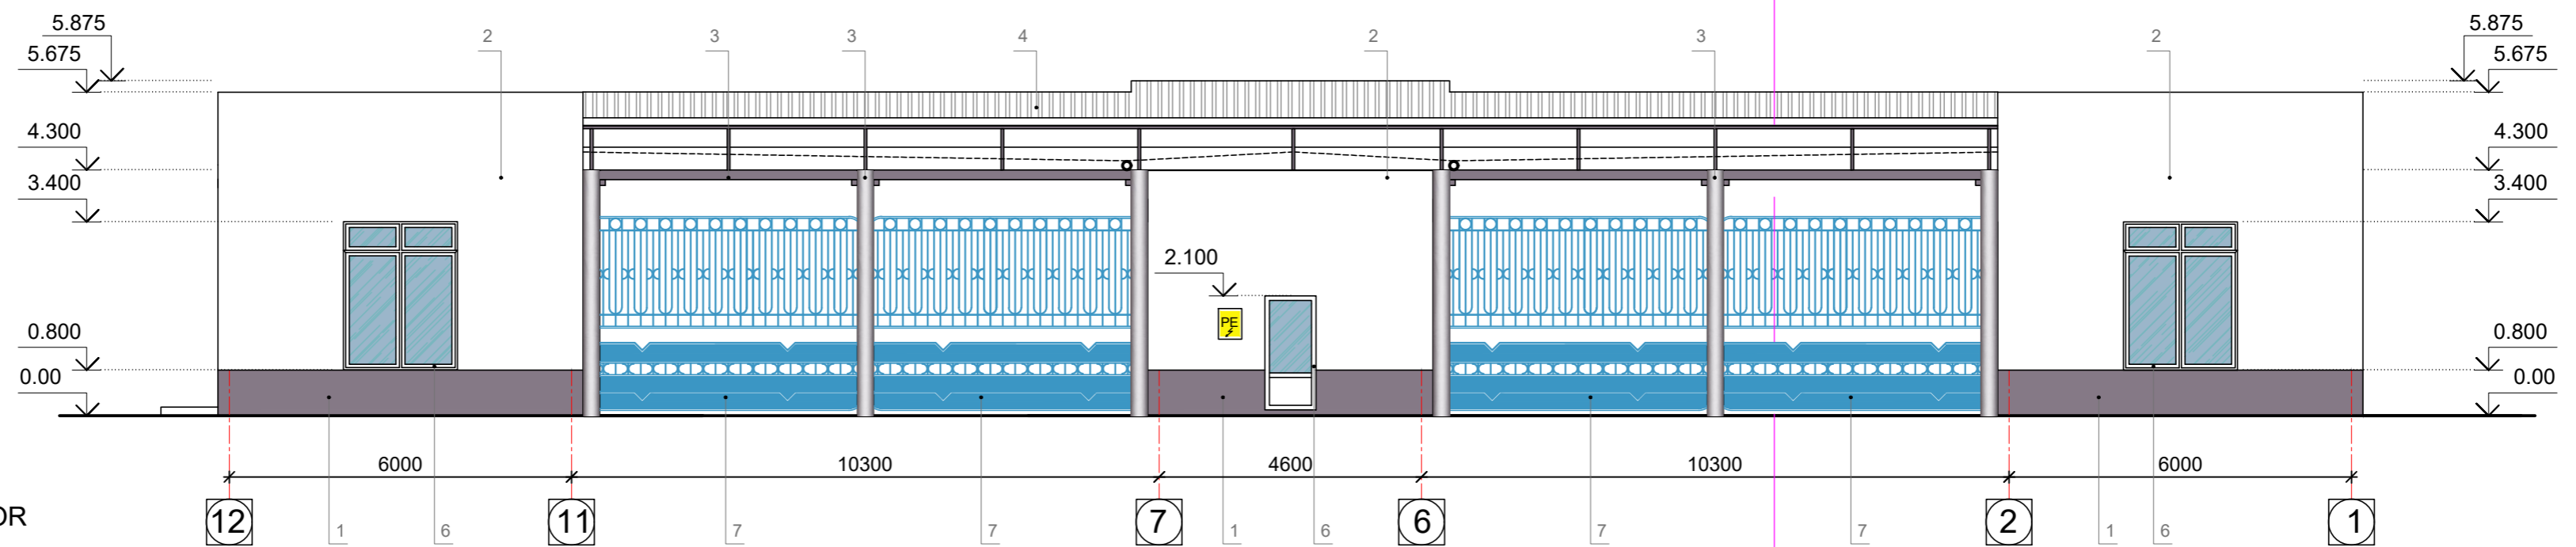 5.875 5.875
5.675 2 3 3 4 2 3 2 5.675
4.300 4.300
3.400 3.400
2.100
PE
0.800 0.800
0.00 0.00
6000 10300 4600 10300 6000
OR 12 11 7 6 2 1
1 6 7 7 1 6 7 7 1 6